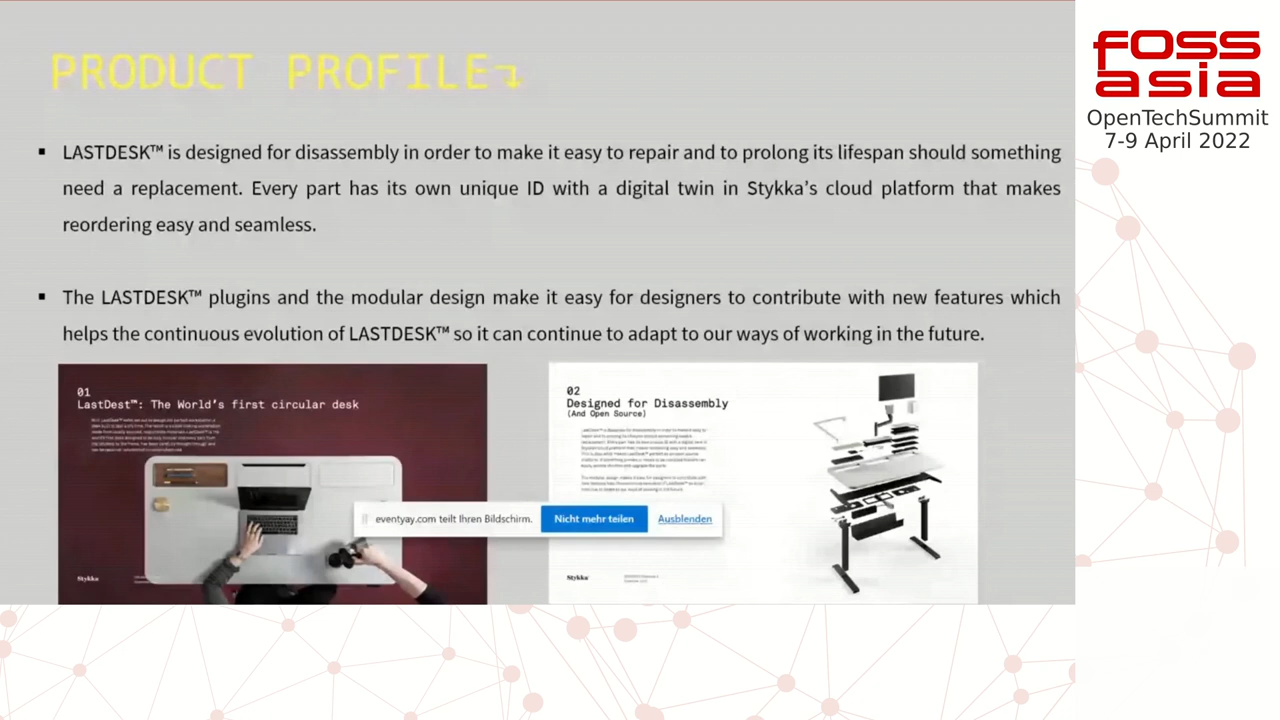 PRODUCT PROFILE↴
▪ LASTDESK™ is designed for disassembly in order to make it easy to repair and to prolong its lifespan should something
need a replacement. Every part has its own unique ID with a digital twin in Stykka’s cloud platform that makes
reordering easy and seamless.
▪ The LASTDESK™ plugins and the modular design make it easy for designers to contribute with new features which
helps the continuous evolution of LASTDESK™ so it can continue to adapt to our ways of working in the future.
01
LastDest™: The World’s first circular desk
Stykka
02
Designed for Disassembly
(And Open Source)
Stykka
eventyay.com teilt Ihren Bildschirm.
Nicht mehr teilen
Ausblenden
fOSS
asia
OpenTechSummit
7-9 April 2022